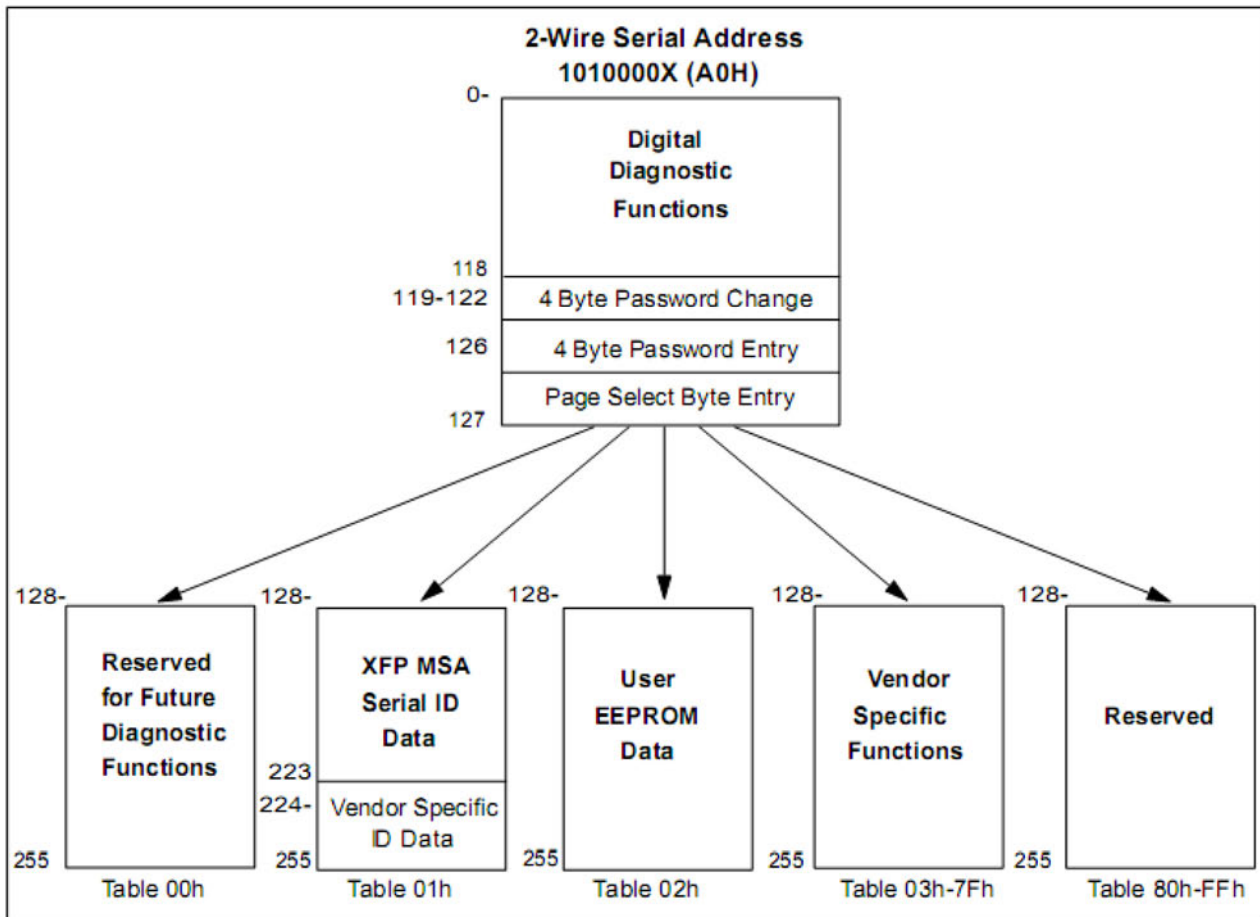 2-Wire Serial Address
1010000X (A0H)
0-
Digital
Diagnostic
Functions
118
119-122
4 Byte Password Change
126
4 Byte Password Entry
Page Select Byte Entry
127
128-
Reserved
for Future
Diagnostic
Functions
255
Table 00h
128-
XFP MSA
Serial ID
Data
223
224-
Vendor Specific
ID Data
255
Table 01h
128-
User
EEPROM
Data
255
Table 02h
128-
Vendor
Specific
Functions
255
Table 03h-7Fh
128-
Reserved
255
Table 80h-FFh